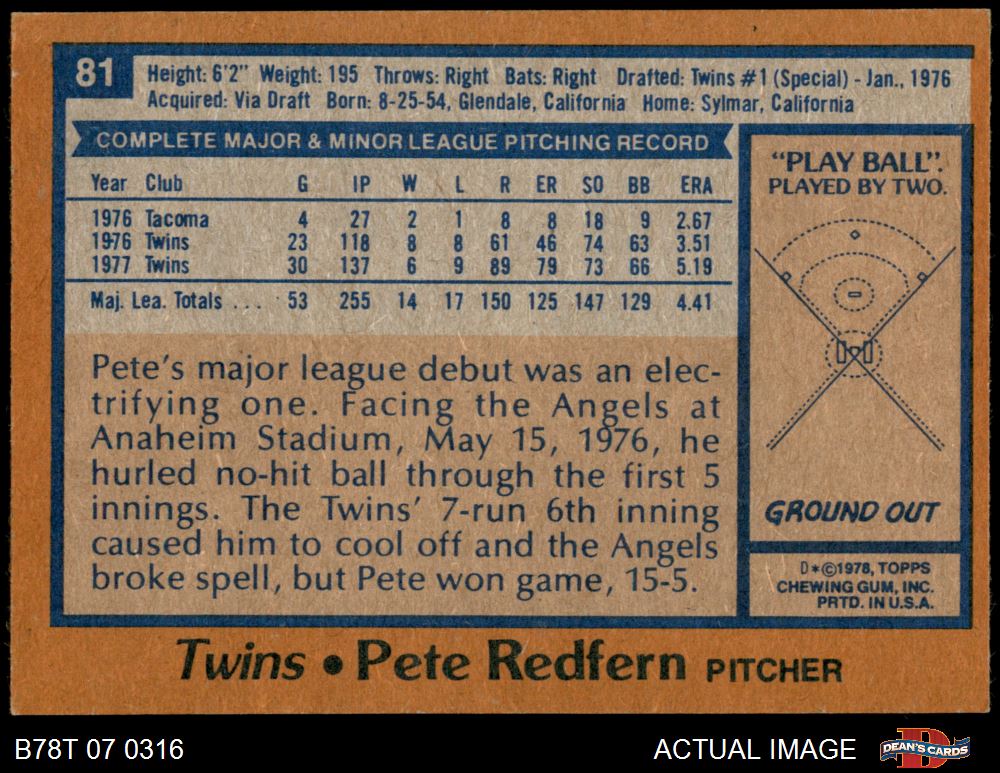 81
Height: 6'2" Weight: 195 Throws: Right Bats: Right Drafted: Twins #1 (Special) - Jan., 1976
Acquired: Via Draft Born: 8-25-54, Glendale, California Home: Sylmar, California
COMPLETE MAJOR & MINOR LEAGUE PITCHING RECORD
Year Club G IP W L R ER SO BB ERA
1976 Tacoma 4 27 2 1 8 8 18 9 2.67
1976 Twins 23 118 8 8 61 46 74 63 3.51
1977 Twins 30 137 6 9 89 79 73 66 5.19
Maj. Lea. Totals . . . 53 255 14 17 150 125 147 129 4.41
Pete's major league debut was an elec-
trifying one. Facing the Angels at
Anaheim Stadium, May 15, 1976, he
hurled no-hit ball through the first 5
innings. The Twins' 7-run 6th inning
caused him to cool off and the Angels
broke spell, but Pete won game, 15-5.
"PLAY BALL".
PLAYED BY TWO.
GROUND OUT
D*©1978, TOPPS
CHEWING GUM, INC.
PRTD. IN U.S.A.
Twins • Pete Redfern PITCHER
B78T 07 0316
ACTUAL IMAGE
DEAN'S CARDS